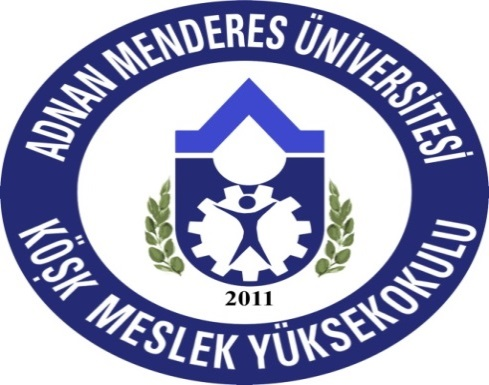 ADNAN MENDERES ÜNİVERSİTESİ
2011
KÖŞK MESLEK YÜKSEKOKULU